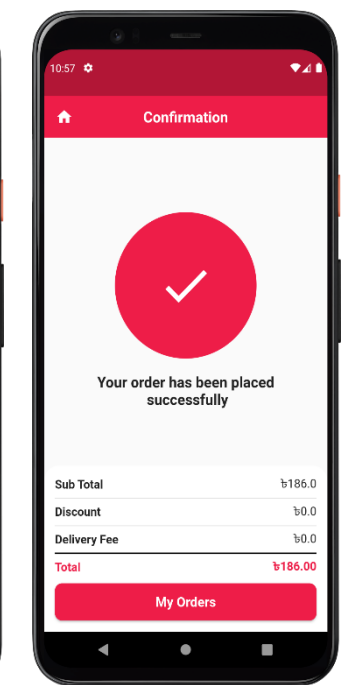 10:57
Confirmation
Your order has been placed
successfully
Sub Total ৳186.0
Discount ৳0.0
Delivery Fee ৳0.0
Total ৳186.00
My Orders